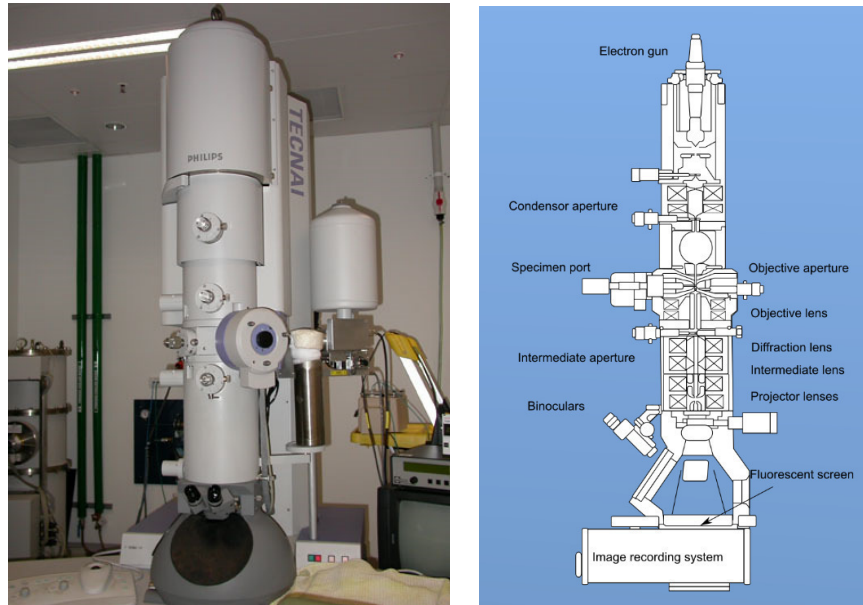 PHILIPS
TECNAI
Electron gun
Condensor aperture
Specimen port
Objective aperture
Objective lens
Intermediate aperture
Diffraction lens
Intermediate lens
Binoculars
Projector lenses
Fluorescent screen
Image recording system